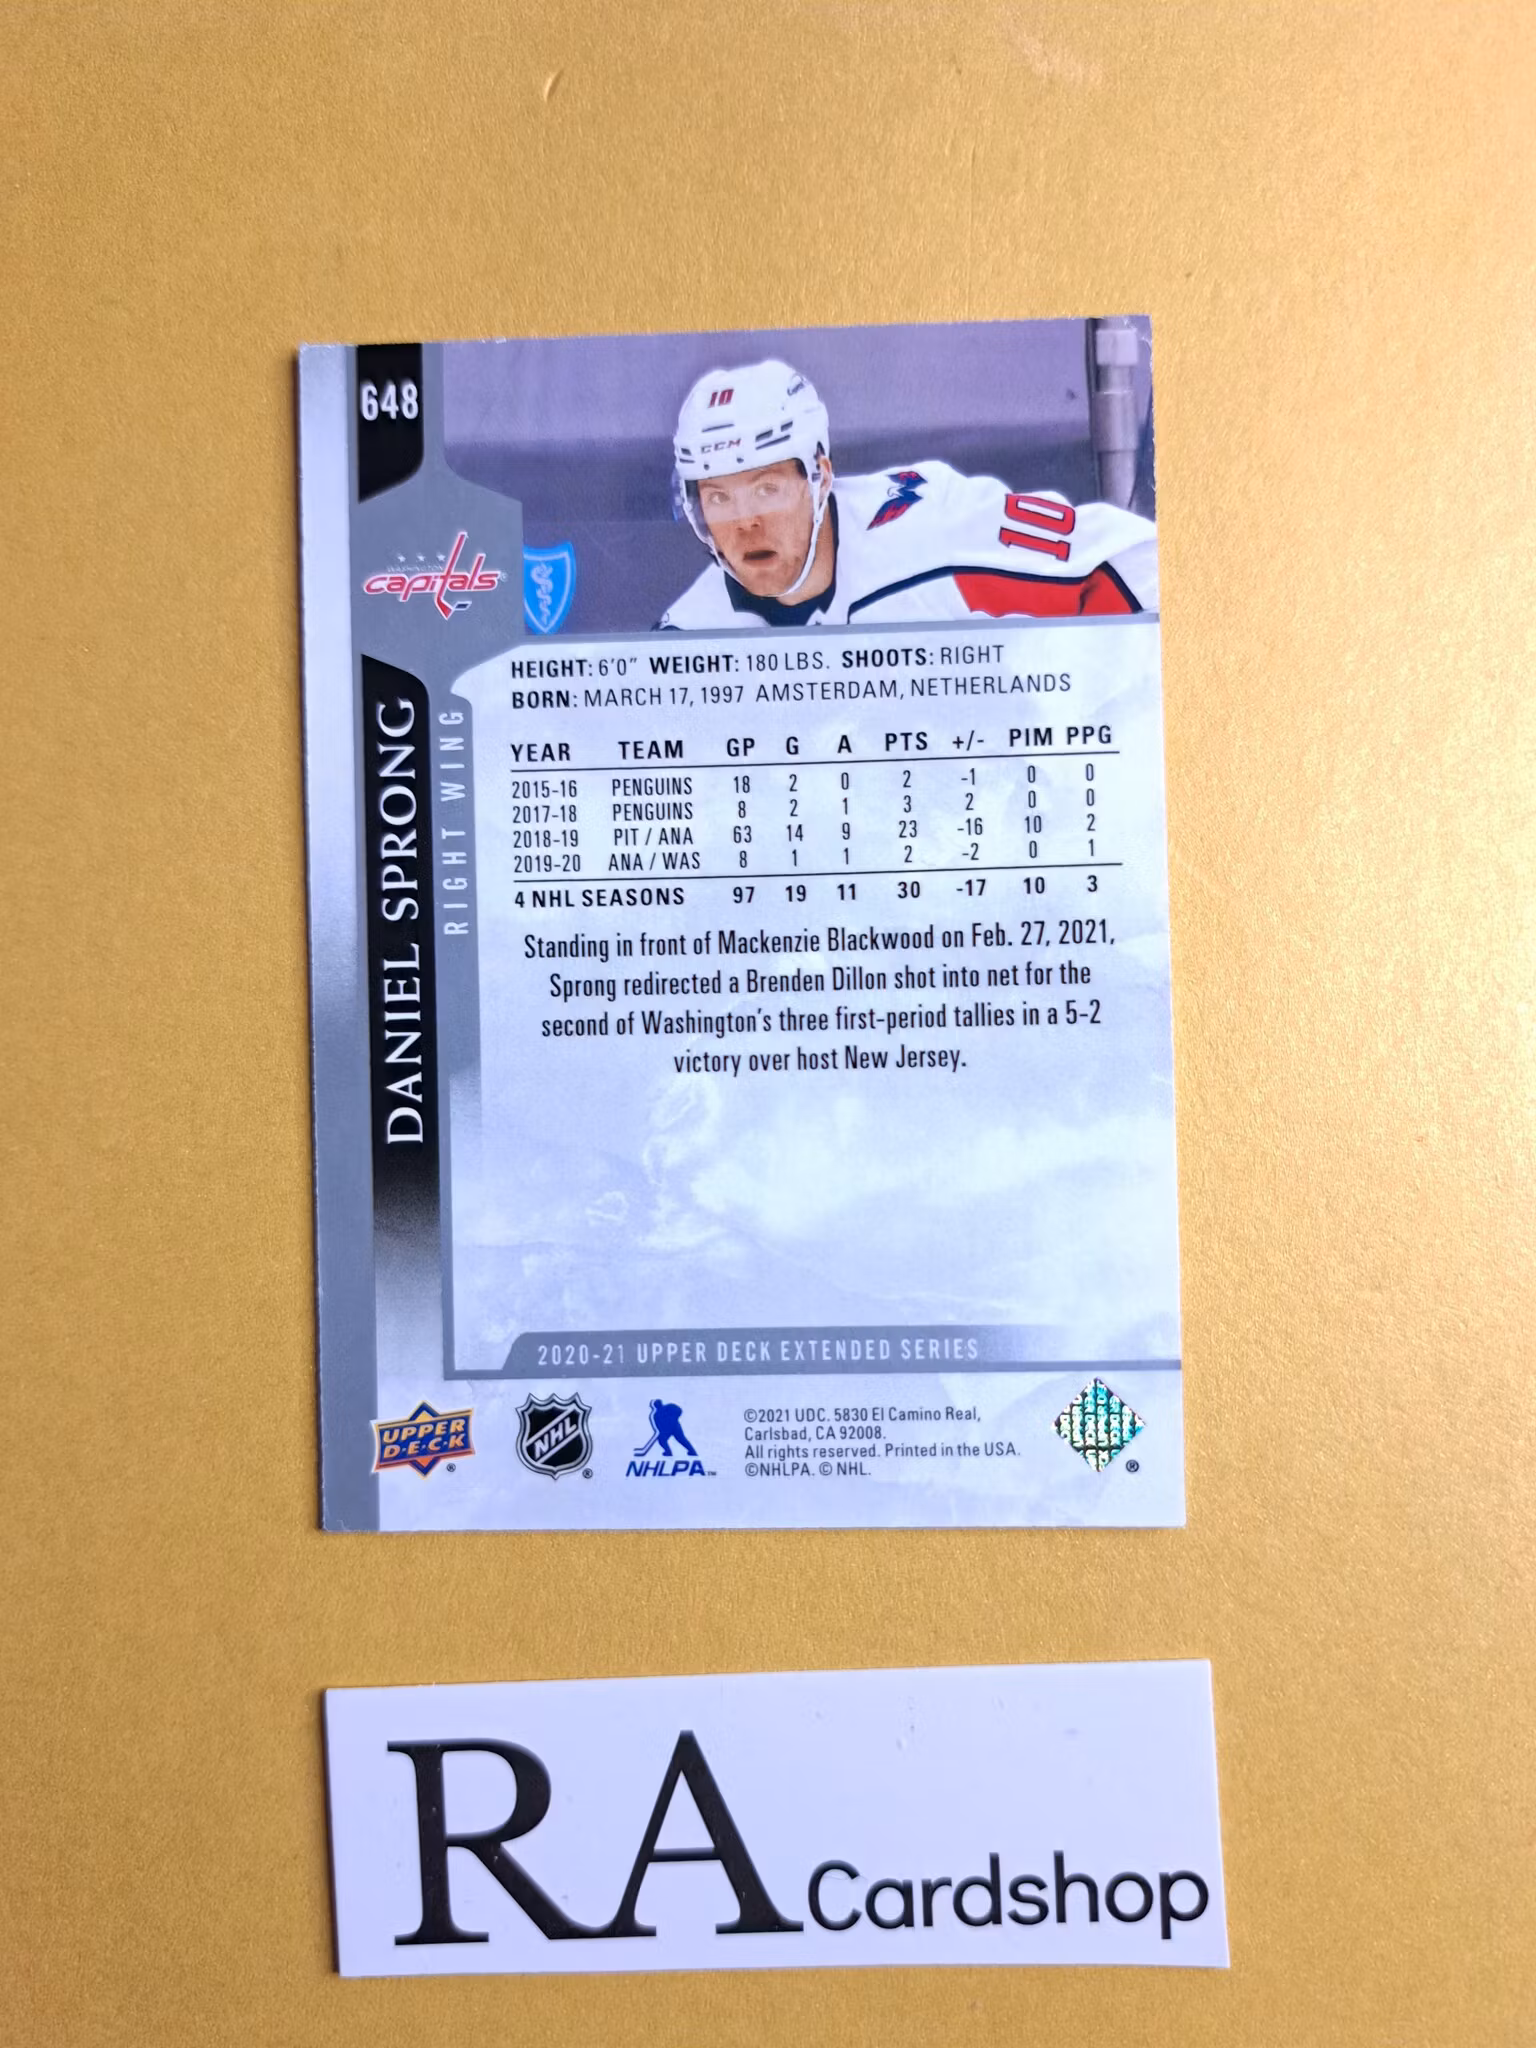 648
10
CCM
10
WASHINGTON
capitals®
DANIEL SPRONG
RIGHT WING
HEIGHT: 6'0" WEIGHT: 180 LBS. SHOOTS: RIGHT
BORN: MARCH 17, 1997 AMSTERDAM, NETHERLANDS
YEAR TEAM GP G A PTS +/- PIM PPG
2015-16 PENGUINS 18 2 0 2 -1 0 0
2017-18 PENGUINS 8 2 1 3 2 0 0
2018-19 PIT / ANA 63 14 9 23 -16 10 2
2019-20 ANA / WAS 8 1 1 2 -2 0 1
4 NHL SEASONS 97 19 11 30 -17 10 3
Standing in front of Mackenzie Blackwood on Feb. 27, 2021,
Sprong redirected a Brenden Dillon shot into net for the
second of Washington's three first-period tallies in a 5-2
victory over host New Jersey.
2020-21 UPPER DECK EXTENDED SERIES
UPPER
D·E·C·K
®
NHL
®
NHLPA™
©2021 UDC. 5830 El Camino Real,
Carlsbad, CA 92008.
All rights reserved. Printed in the USA.
©NHLPA. © NHL.
®
RA Cardshop